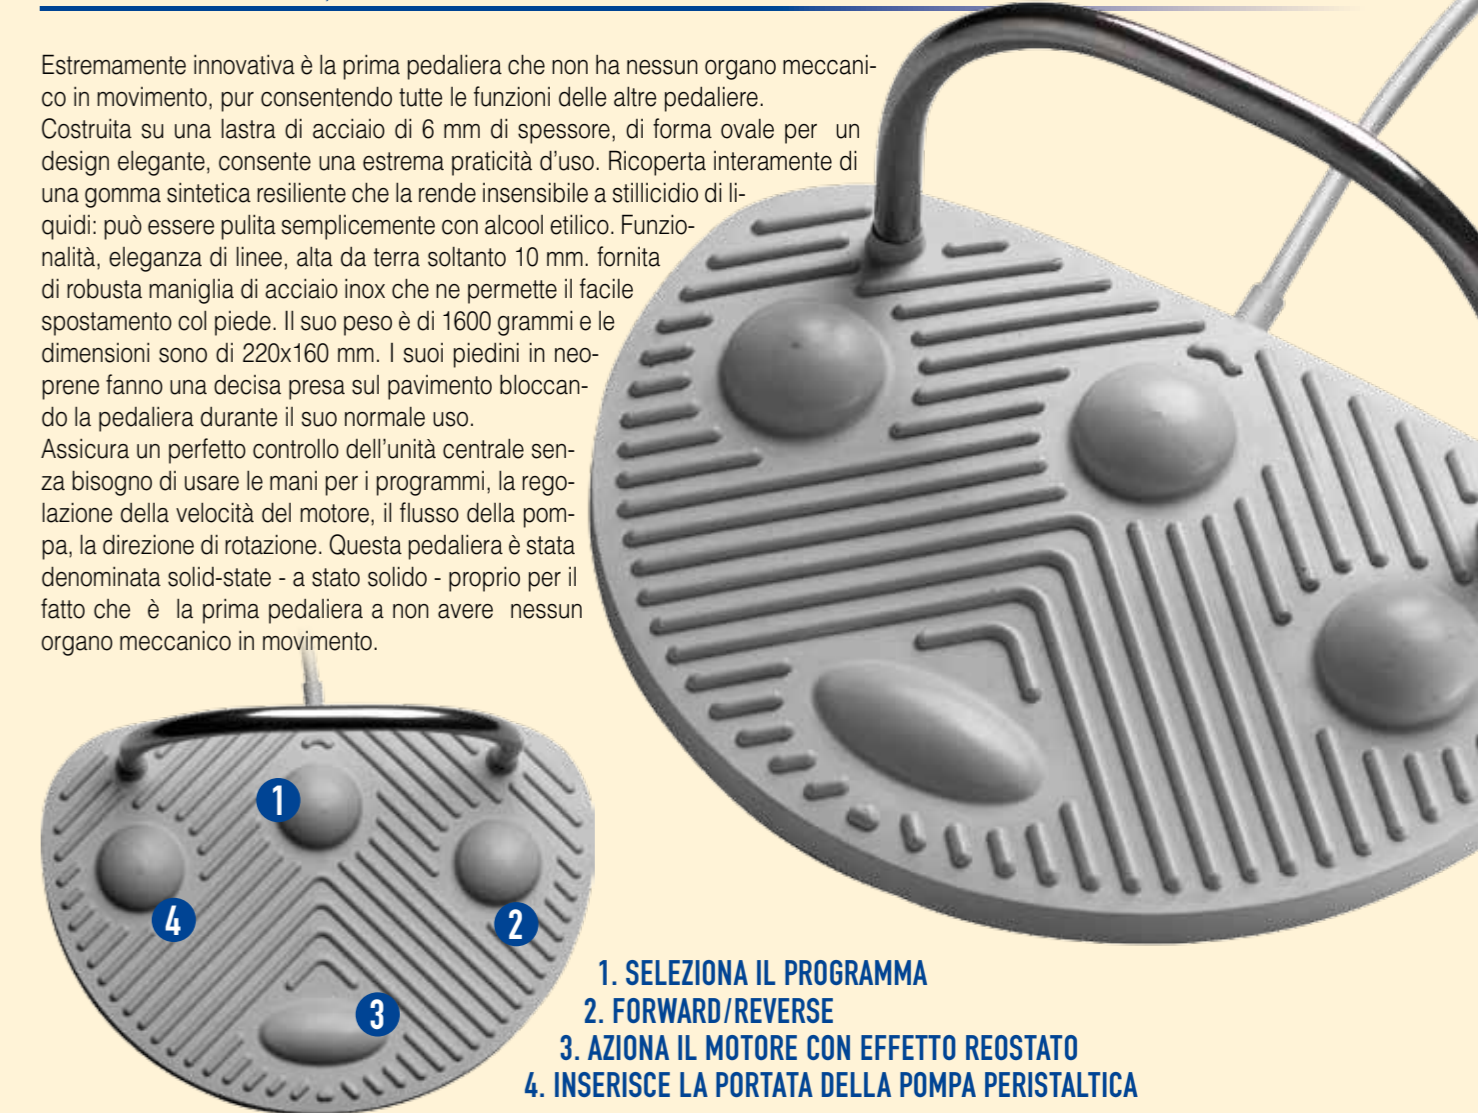 Estremamente innovativa è la prima pedaliera che non ha nessun organo meccani-
co in movimento, pur consentendo tutte le funzioni delle altre pedaliere.
Costruita su una lastra di acciaio di 6 mm di spessore, di forma ovale per un
design elegante, consente una estrema praticità d'uso. Ricoperta interamente di
una gomma sintetica resiliente che la rende insensibile a stillicidio di li-
quidi: può essere pulita semplicemente con alcool etilico. Funzio-
nalità, eleganza di linee, alta da terra soltanto 10 mm. fornita
di robusta maniglia di acciaio inox che ne permette il facile
spostamento col piede. Il suo peso è di 1600 grammi e le
dimensioni sono di 220x160 mm. I suoi piedini in neo-
prene fanno una decisa presa sul pavimento bloccan-
do la pedaliera durante il suo normale uso.
Assicura un perfetto controllo dell'unità centrale sen-
za bisogno di usare le mani per i programmi, la rego-
lazione della velocità del motore, il flusso della pom-
pa, la direzione di rotazione. Questa pedaliera è stata
denominata solid-state - a stato solido - proprio per il
fatto che è la prima pedaliera a non avere nessun
organo meccanico in movimento.
1
4
2
3
1. SELEZIONA IL PROGRAMMA
2. FORWARD/REVERSE
3. AZIONA IL MOTORE CON EFFETTO REOSTATO
4. INSERISCE LA PORTATA DELLA POMPA PERISTALTICA